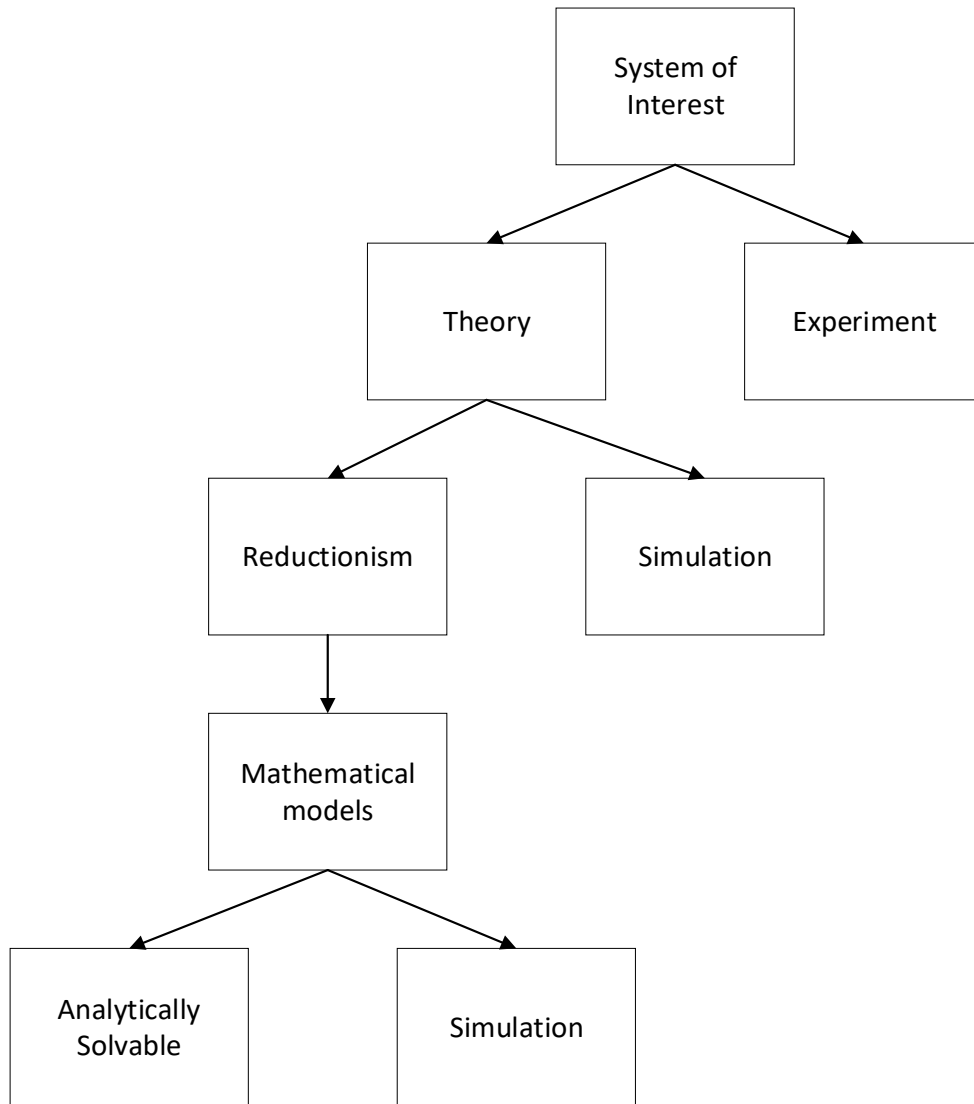 System of
Interest
Theory
Experiment
Reductionism
Simulation
Mathematical
models
Analytically
Solvable
Simulation